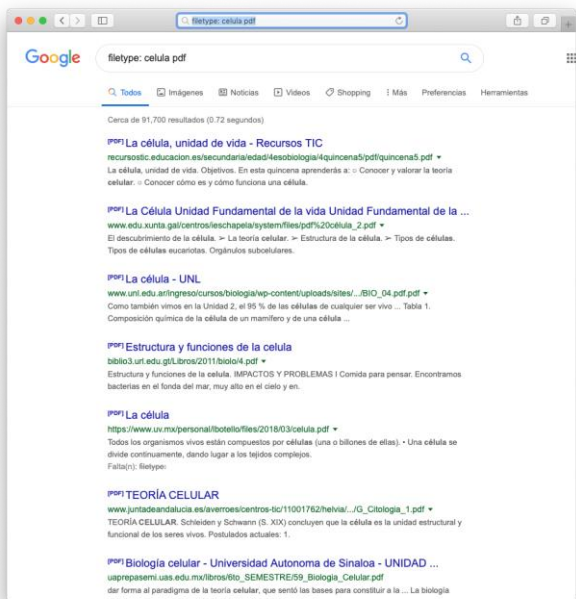 filetype: celula pdf
Google
filetype: celula pdf
Todos Imágenes Noticias Videos Shopping Más Preferencias Herramientas
Cerca de 91,700 resultados (0.72 segundos)
[PDF] La célula, unidad de vida - Recursos TIC
recursostic.educacion.es/secundaria/edad/4esobiologia/4quincena5/pdf/quincena5.pdf
La célula, unidad de vida. Objetivos. En esta quincena aprenderás a: ○ Conocer y valorar la teoría
celular. ○ Conocer cómo es y cómo funciona una célula.
[PDF] La Célula Unidad Fundamental de la vida Unidad Fundamental de la ...
www.edu.xunta.gal/centros/ieschapela/system/files/pdf%20célula_2.pdf
El descubrimiento de la célula. ➢ La teoría celular. ➢ Estructura de la célula. ➢ Tipos de células.
Tipos de células eucariotas. Orgánulos subcelulares.
[PDF] La célula - UNL
www.unl.edu.ar/ingreso/cursos/biologia/wp-content/uploads/sites/.../BIO_04.pdf.pdf
Como también vimos en la Unidad 2, el 95 % de las células de cualquier ser vivo ... Tabla 1.
Composición química de la célula de un mamífero y de una célula ...
[PDF] Estructura y funciones de la celula
biblio3.url.edu.gt/Libros/2011/biolo/4.pdf
Estructura y funciones de la celula. IMPACTOS Y PROBLEMAS I Comida para pensar. Encontramos
bacterias en el fonda del mar, muy alto en el cielo y en.
[PDF] La célula
https://www.uv.mx/personal/lbotello/files/2018/03/celula.pdf
Todos los organismos vivos están compuestos por células (una o billones de ellas). • Una célula se
divide continuamente, dando lugar a los tejidos complejos.
Falta(n): filetype:
[PDF] TEORÍA CELULAR
www.juntadeandalucia.es/averroes/centros-tic/11001762/helvia/.../G_Citologia_1.pdf
TEORÍA CELULAR. Schleiden y Schwann (S. XIX) concluyen que la célula es la unidad estructural y
funcional de los seres vivos. Postulados actuales: 1.
[PDF] Biología celular - Universidad Autonoma de Sinaloa - UNIDAD ...
uaprepasemi.uas.edu.mx/libros/6to_SEMESTRE/59_Biologia_Celular.pdf
dar forma al paradigma de la teoría celular, que sentó las bases para constituir a la ... La biología